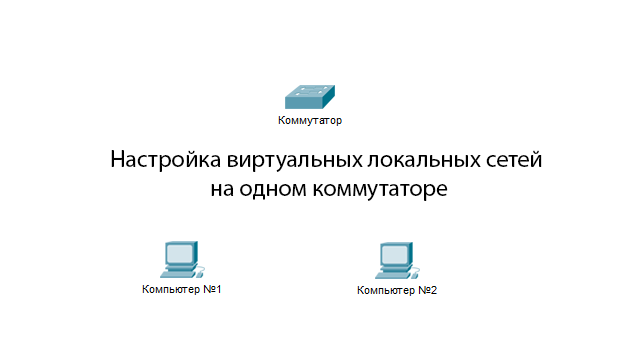 Коммутатор
Настройка виртуальных локальных сетей
на одном коммутаторе
Компьютер №1
Компьютер №2